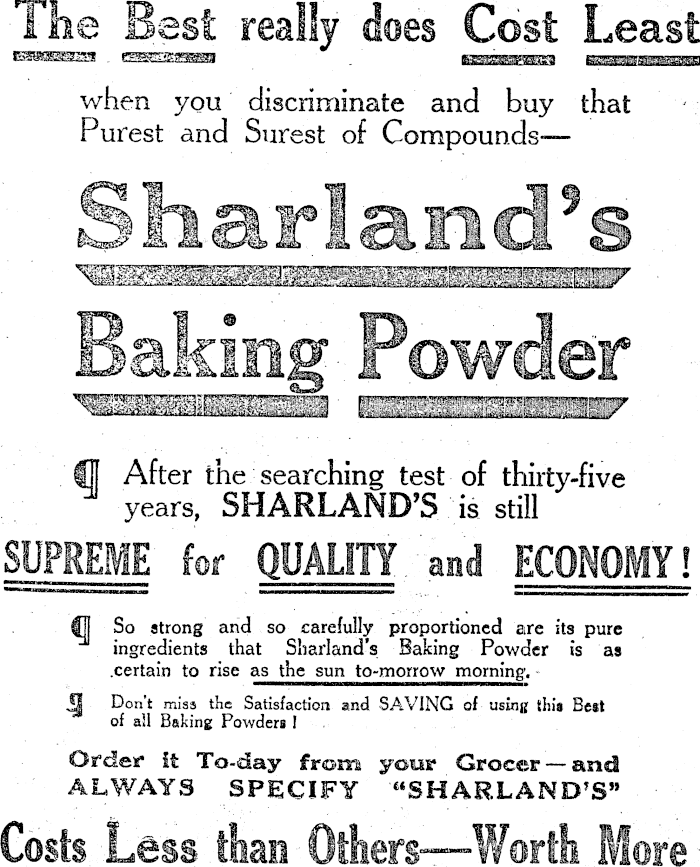 The Best really does Cost Least
when you discriminate and buy that
Purest and Surest of Compounds—
Sharland's
Baking Powder
¶ After the searching test of thirty-five
years, SHARLAND'S is still
SUPREME for QUALITY and ECONOMY!
¶ So strong and so carefully proportioned are its pure
ingredients that Sharland's Baking Powder is as
certain to rise as the sun to-morrow morning.
¶ Don't miss the Satisfaction and SAVING of using this Best
of all Baking Powders!
Order it To-day from your Grocer—and
ALWAYS SPECIFY "SHARLAND'S"
Costs Less than Others—Worth More